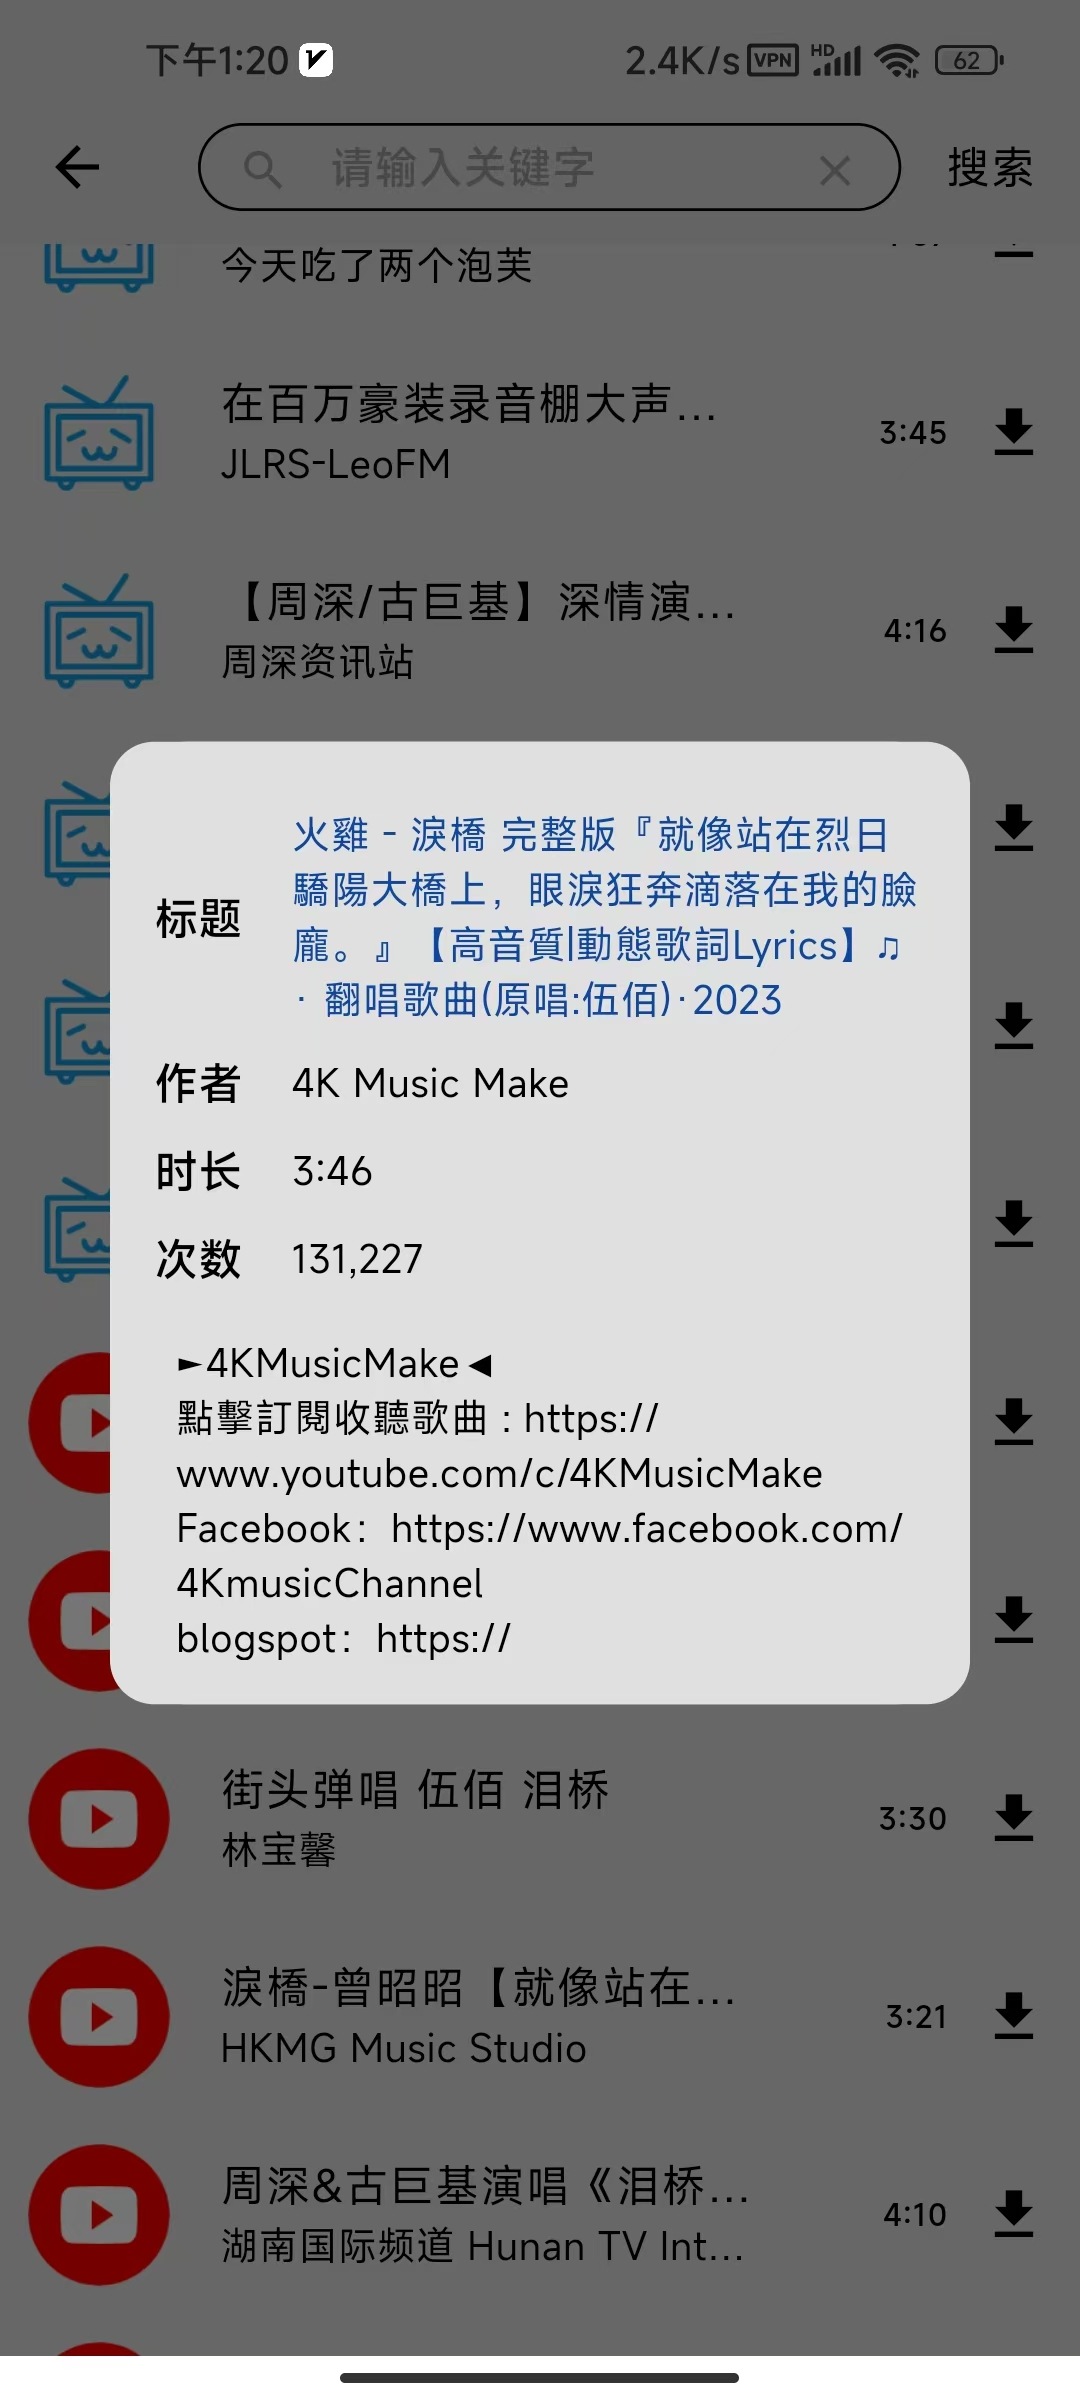 下午1:20
2.4K/s VPN HD 62
请输入关键字 搜索
今天吃了两个泡芙
在百万豪装录音棚大声...
3:45
JLRS-LeoFM
【周深/古巨基】深情演...
4:16
周深资讯站
标题
火雞 - 淚橋 完整版『就像站在烈日
驕陽大橋上，眼淚狂奔滴落在我的臉
龐。』【高音質|動態歌詞Lyrics】♫
· 翻唱歌曲(原唱:伍佰)·2023
作者 4K Music Make
时长 3:46
次数 131,227
►4KMusicMake◄
點擊訂閱收聽歌曲 : https://
www.youtube.com/c/4KMusicMake
Facebook：https://www.facebook.com/
4KmusicChannel
blogspot：https://
街头弹唱 伍佰 泪桥
3:30
林宝馨
淚橋-曾昭昭【就像站在...
3:21
HKMG Music Studio
周深&古巨基演唱《泪桥...
4:10
湖南国际频道 Hunan TV Int...